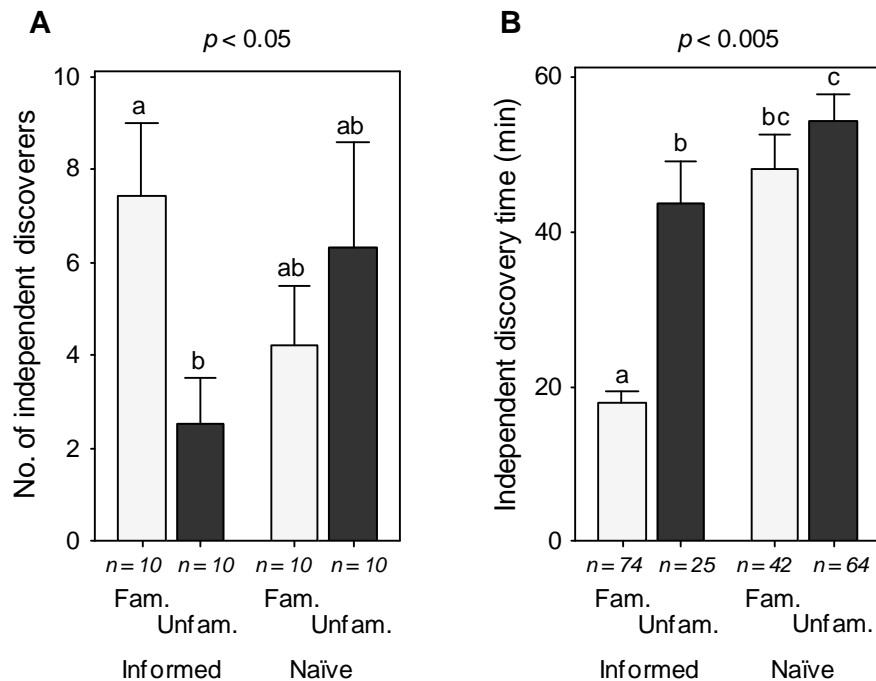 A
p < 0.05
No. of independent discoverers
10
8
6
4
2
0
a
b
ab
ab
n = 10 n = 10 n = 10 n = 10
Fam. Fam.
Unfam. Unfam.
Informed Naïve
B
p < 0.005
Independent discovery time (min)
60
40
20
0
a
b
bc
c
n = 74 n = 25 n = 42 n = 64
Fam. Fam.
Unfam. Unfam.
Informed Naïve